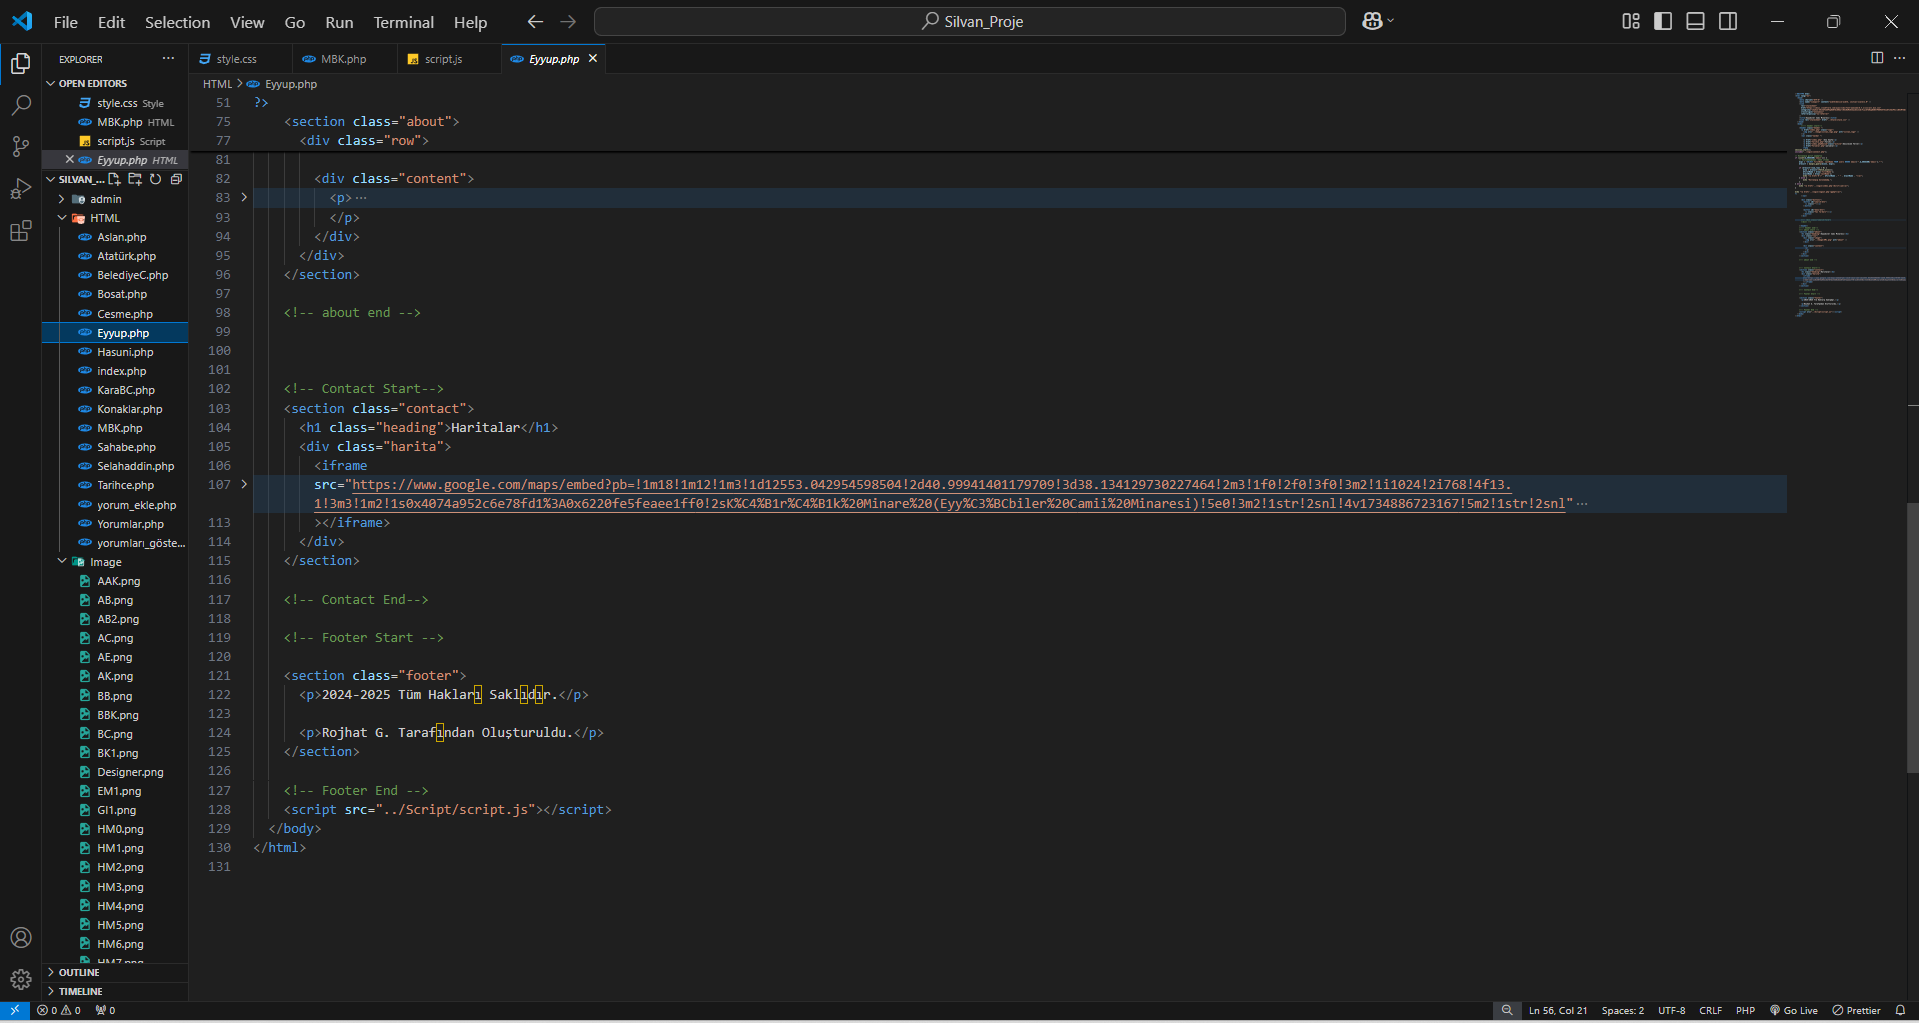 File Edit Selection View Go Run Terminal Help
Silvan_Proje
EXPLORER
OPEN EDITORS
style.css Style
MBK.php HTML
script.js Script
Eyyup.php HTML
SILVAN_...
admin
HTML
Aslan.php
Atatürk.php
BelediyeC.php
Bosat.php
Cesme.php
Eyyup.php
Hasuni.php
index.php
KaraBC.php
Konaklar.php
MBK.php
Sahabe.php
Selahaddin.php
Tarihce.php
yorum_ekle.php
Yorumlar.php
yorumları_göste...
Image
AAK.png
AB.png
AB2.png
AC.png
AE.png
AK.png
BB.png
BBK.png
BC.png
BK1.png
Designer.png
EM1.png
GI1.png
HM0.png
HM1.png
HM2.png
HM3.png
HM4.png
HM5.png
HM6.png
HM7.png
OUTLINE
TIMELINE
style.css MBK.php script.js Eyyup.php
HTML > Eyyup.php
51 ?>
75 <section class="about">
77 <div class="row">
81
82 <div class="content">
83 <p>…
93 </p>
94 </div>
95 </div>
96 </section>
97
98 <!-- about end -->
99
100
101
102 <!-- Contact Start-->
103 <section class="contact">
104 <h1 class="heading">Haritalar</h1>
105 <div class="harita">
106 <iframe
107 src="https://www.google.com/maps/embed?pb=!1m18!1m12!1m3!1d12553.042954598504!2d40.99941401179709!3d38.134129730227464!2m3!1f0!2f0!3f0!3m2!1i1024!2i768!4f13.
1!3m3!1m2!1s0x4074a952c6e78fd1%3A0x6220fe5feaee1ff0!2sK%C4%B1r%C4%B1k%20Minare%20(Eyy%C3%BCbiler%20Camii%20Minaresi)!5e0!3m2!1str!2snl!4v1734886723167!5m2!1str!2snl"…
113 ></iframe>
114 </div>
115 </section>
116
117 <!-- Contact End-->
118
119 <!-- Footer Start -->
120
121 <section class="footer">
122 <p>2024-2025 Tüm Hakları Saklıdır.</p>
123
124 <p>Rojhat G. Tarafından Oluşturuldu.</p>
125 </section>
126
127 <!-- Footer End -->
128 <script src="../Script/script.js"></script>
129 </body>
130 </html>
131
0 0 0
Ln 56, Col 21 Spaces: 2 UTF-8 CRLF PHP Go Live Prettier